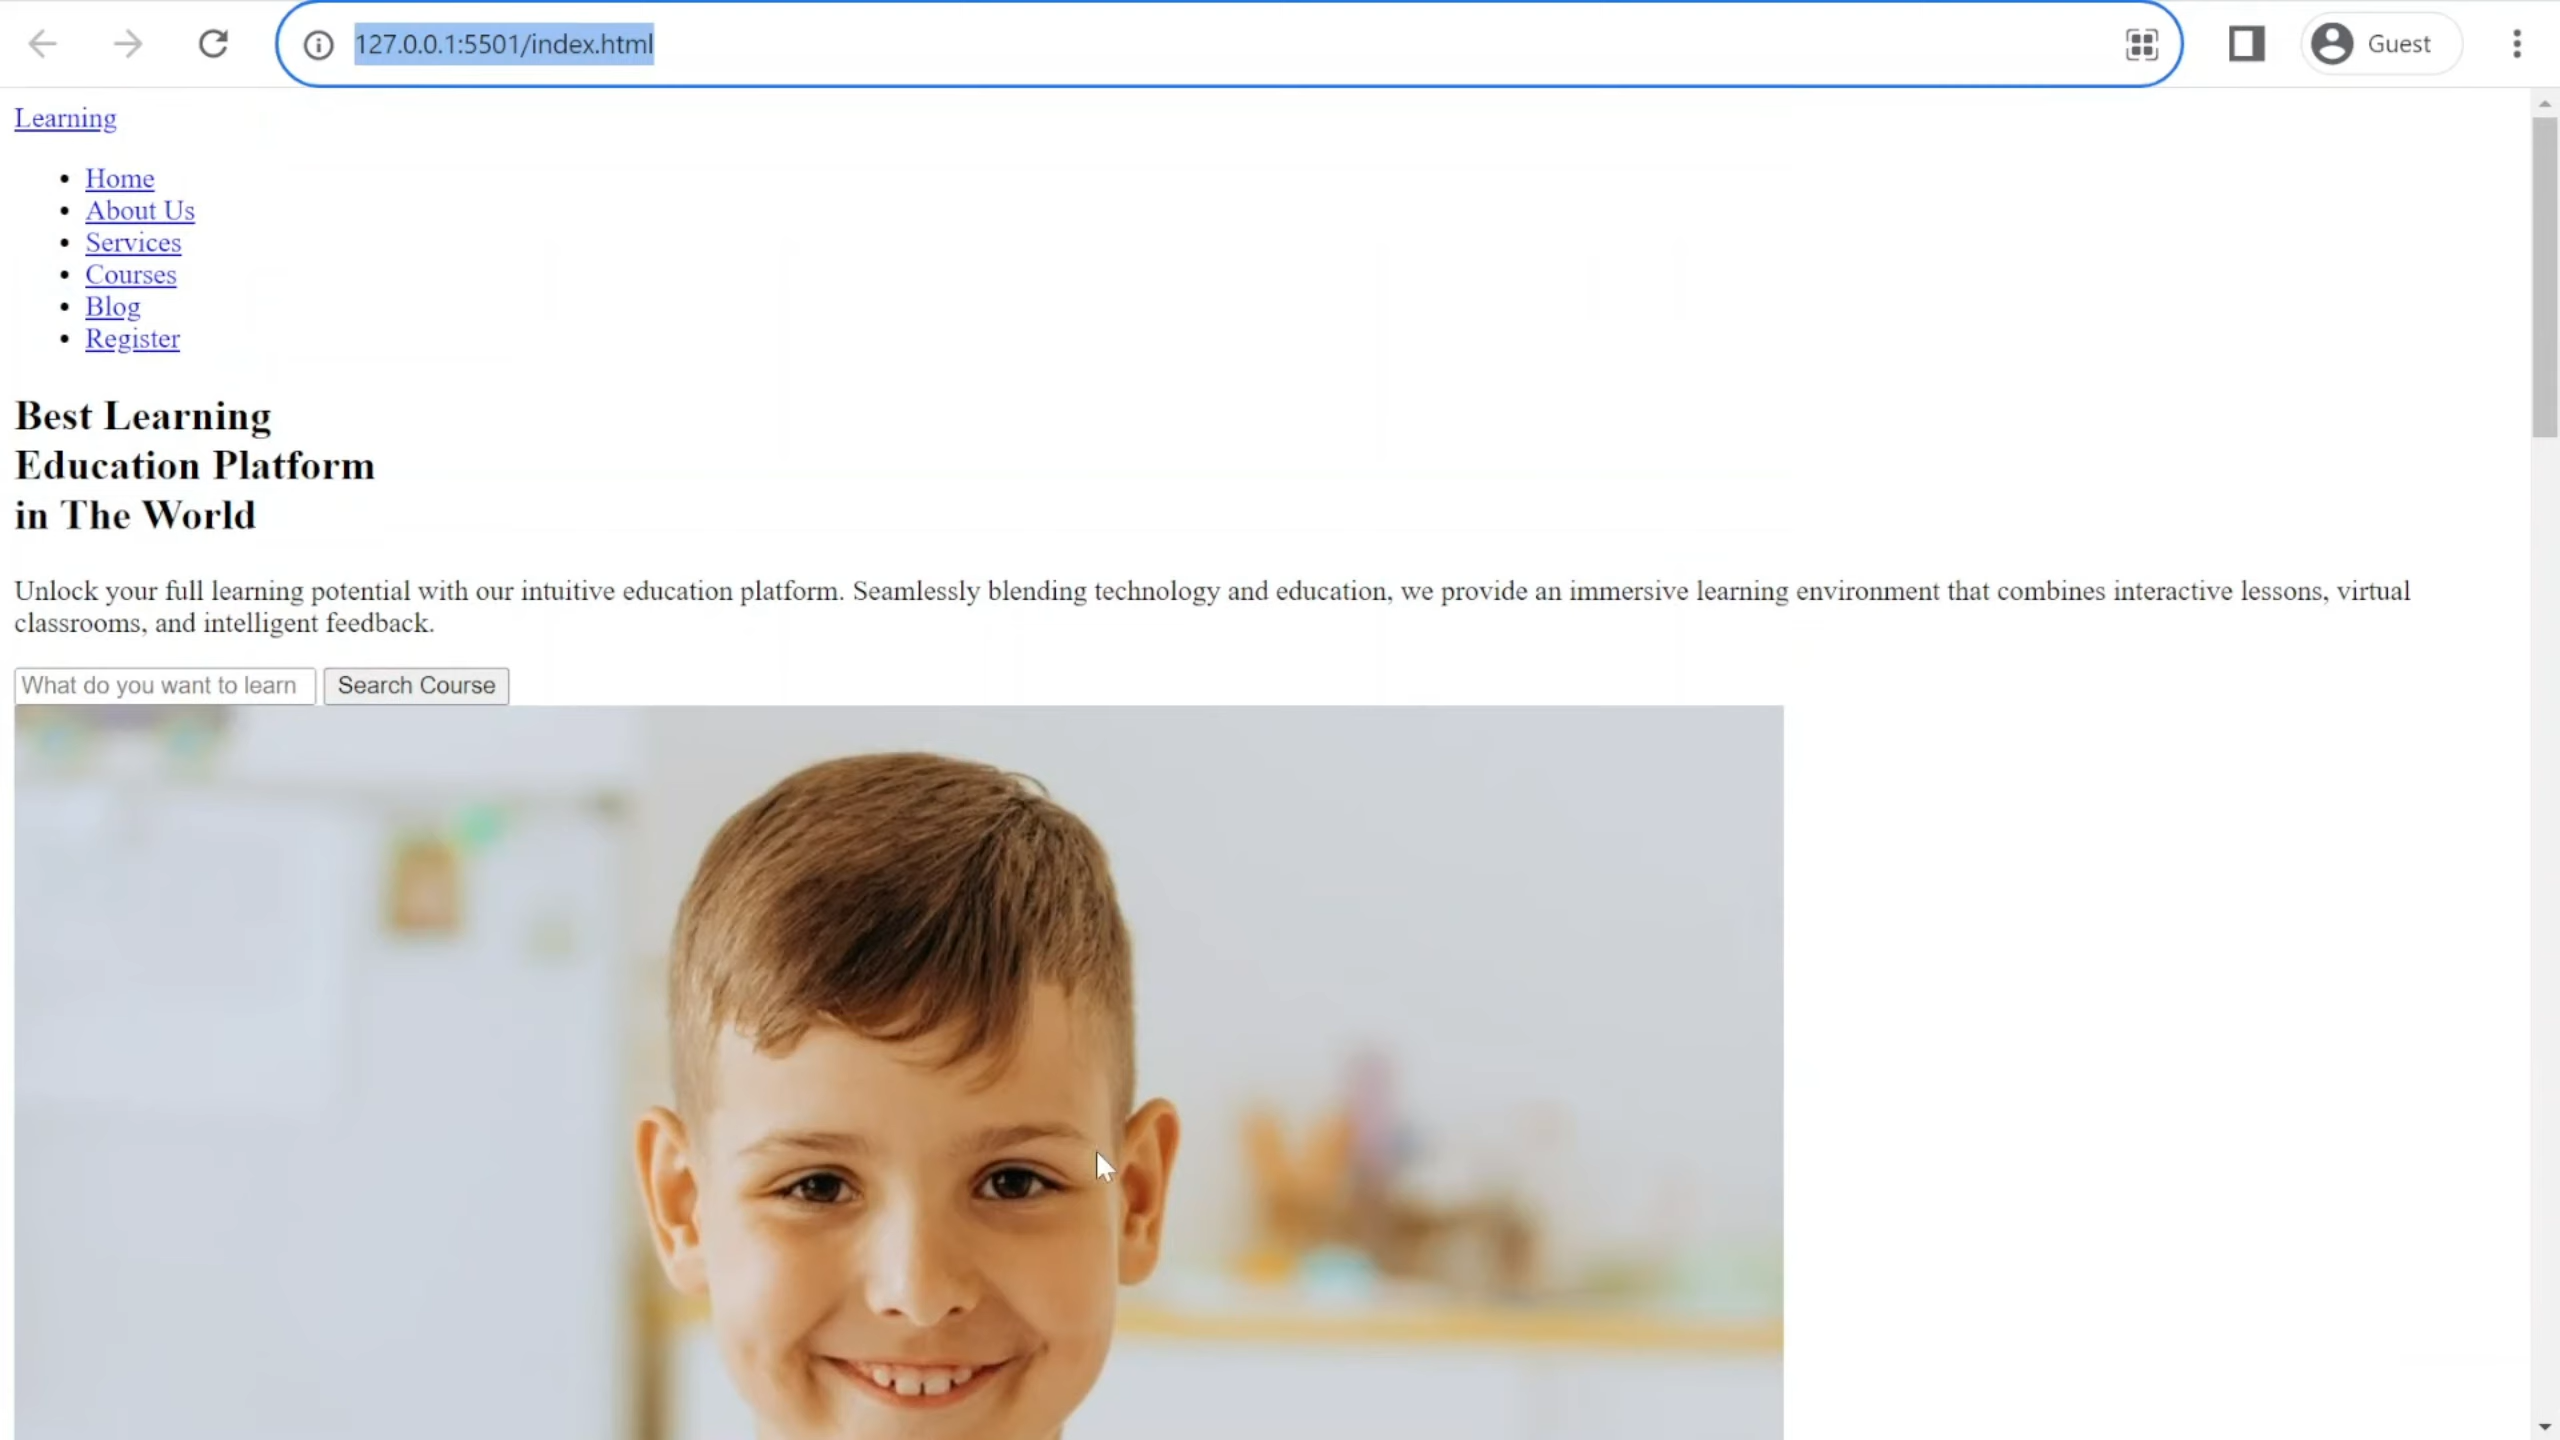 127.0.0.1:5501/index.html
Guest
Learning
Home
About Us
Services
Courses
Blog
Register
Best Learning
Education Platform
in The World
Unlock your full learning potential with our intuitive education platform. Seamlessly blending technology and education, we provide an immersive learning environment that combines interactive lessons, virtual
classrooms, and intelligent feedback.
What do you want to learn
Search Course